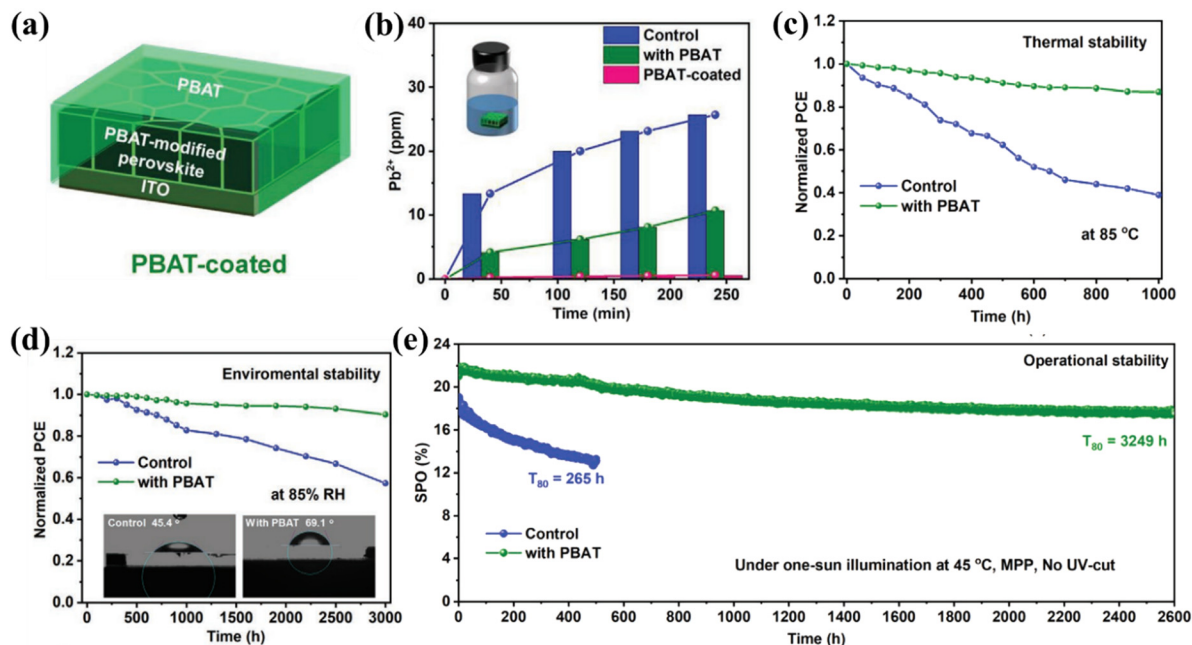 (a)
PBAT
PBAT-modified
perovskite
ITO
PBAT-coated
(b)
40
30
20
10
0
Pb²⁺ (ppm)
Control
with PBAT
PBAT-coated
0 50 100 150 200 250
Time (min)
(c)
1.2
1.0
0.8
0.6
0.4
0.2
0.0
Normalized PCE
Thermal stability
Control
with PBAT
at 85 °C
0 200 400 600 800 1000
Time (h)
(d)
1.2
1.0
0.8
0.6
0.4
0.2
0.0
Normalized PCE
Enviromental stability
Control
with PBAT
at 85% RH
Control 45.4 °
With PBAT 69.1 °
0 500 1000 1500 2000 2500 3000
Time (h)
(e)
24
20
16
12
8
4
0
SPO (%)
Operational stability
T₈₀ = 3249 h
T₈₀ = 265 h
Control
with PBAT
Under one-sun illumination at 45 °C, MPP, No UV-cut
0 200 400 600 800 1000 1200 1400 1600 1800 2000 2200 2400 2600
Time (h)